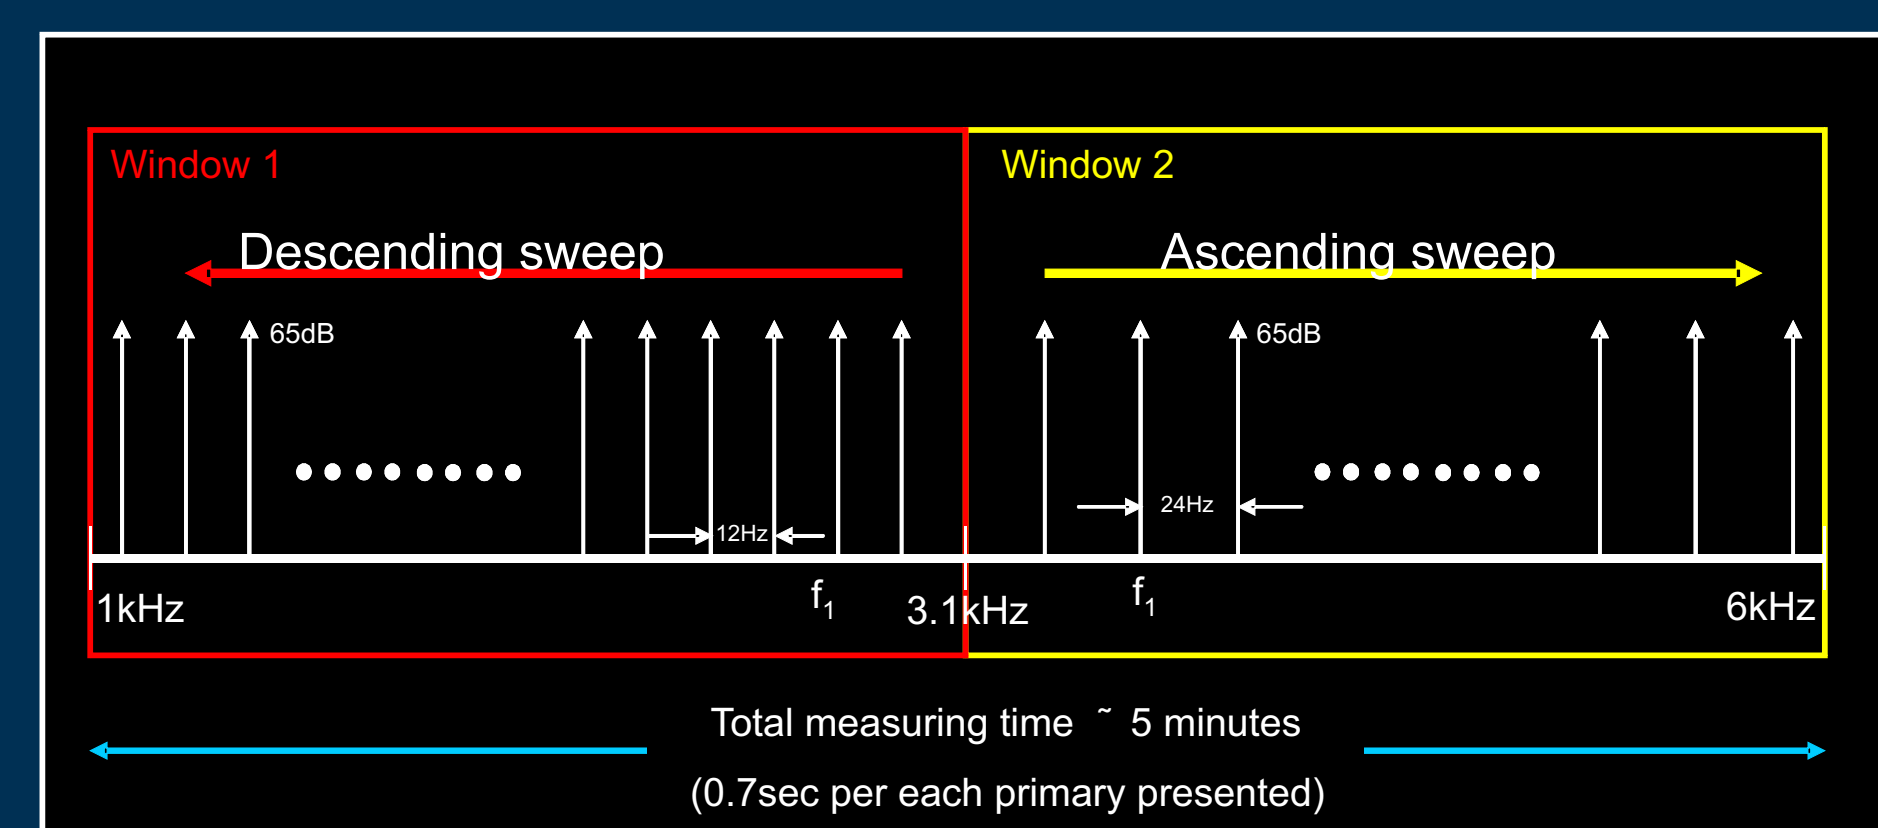 Window 1
Window 2
Descending sweep
Ascending sweep
65dB
65dB
24Hz
12Hz
f₁
f₁
1kHz
3.1kHz
6kHz
Total measuring time ˜ 5 minutes
(0.7sec per each primary presented)